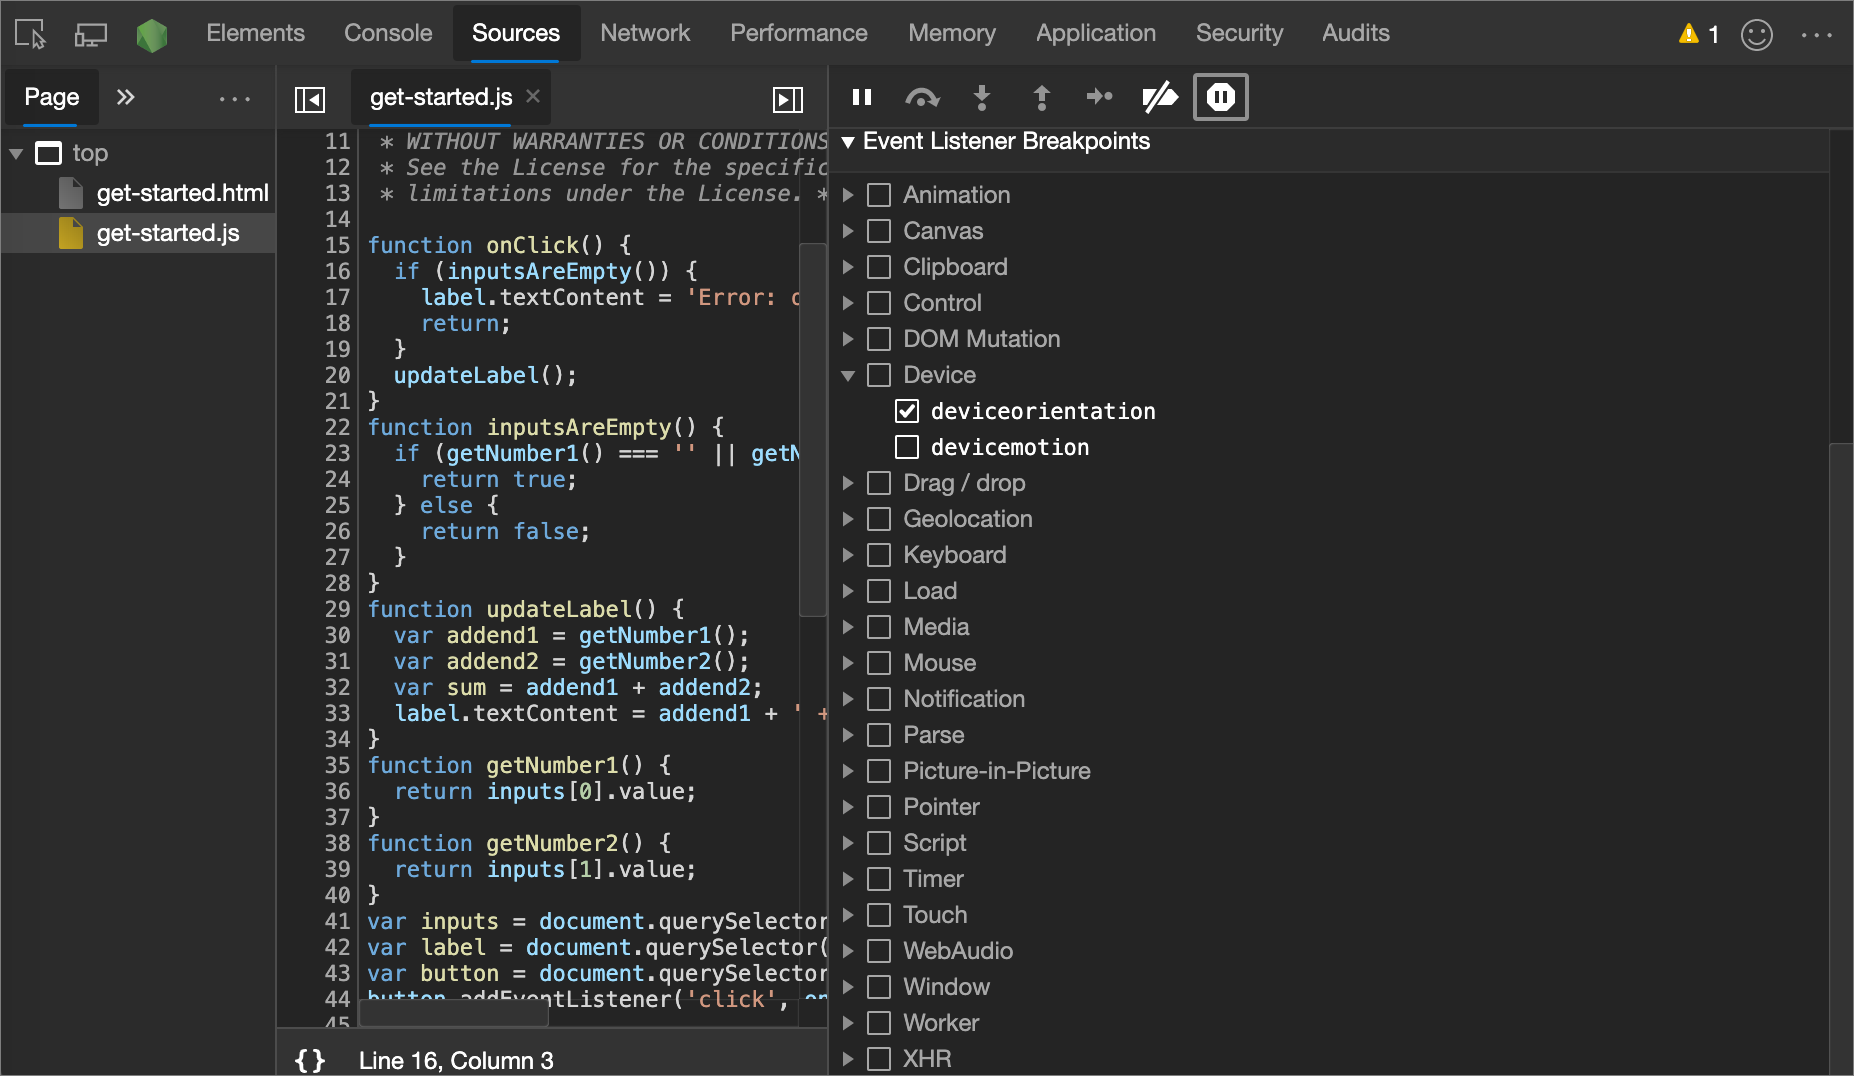 Elements Console Sources Network Performance Memory Application Security Audits 1
Page
get-started.js
top
get-started.html
get-started.js
11 * WITHOUT WARRANTIES OR CONDITIONS
12 * See the License for the specific
13 * limitations under the License. *
14
15 function onClick() {
16 if (inputsAreEmpty()) {
17 label.textContent = 'Error: o
18 return;
19 }
20 updateLabel();
21 }
22 function inputsAreEmpty() {
23 if (getNumber1() === '' || getN
24 return true;
25 } else {
26 return false;
27 }
28 }
29 function updateLabel() {
30 var addend1 = getNumber1();
31 var addend2 = getNumber2();
32 var sum = addend1 + addend2;
33 label.textContent = addend1 + ' +
34 }
35 function getNumber1() {
36 return inputs[0].value;
37 }
38 function getNumber2() {
39 return inputs[1].value;
40 }
41 var inputs = document.querySelector
42 var label = document.querySelector(
43 var button = document.querySelector
44 button.addEventListener('click', on
45
{} Line 16, Column 3
Event Listener Breakpoints
Animation
Canvas
Clipboard
Control
DOM Mutation
Device
deviceorientation
devicemotion
Drag / drop
Geolocation
Keyboard
Load
Media
Mouse
Notification
Parse
Picture-in-Picture
Pointer
Script
Timer
Touch
WebAudio
Window
Worker
XHR